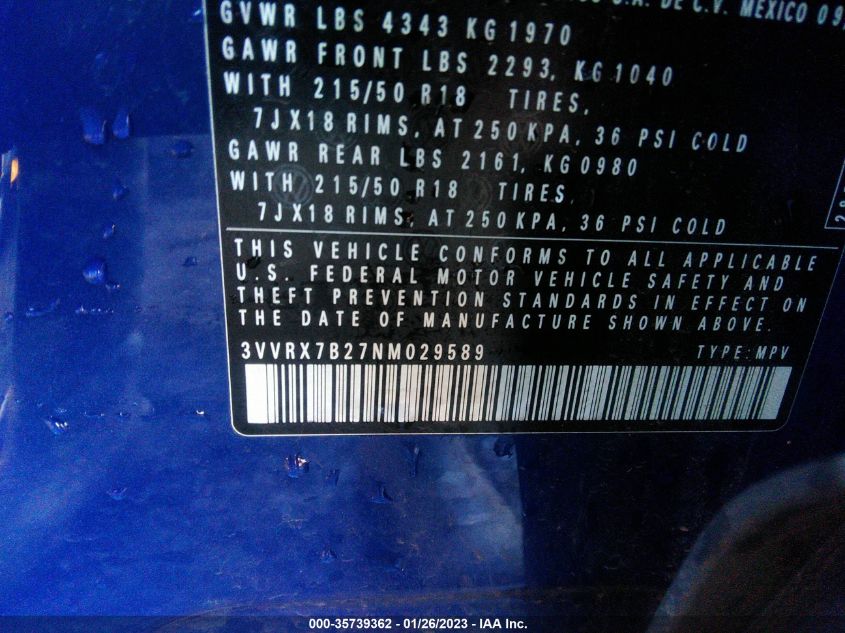 DE C.V. MEXICO 09
GVWR LBS 4343 KG 1970
GAWR FRONT LBS 2293, KG 1040
WITH 215/50 R18 TIRES,
7JX18 RIMS, AT 250 KPA, 36 PSI COLD
GAWR REAR LBS 2161, KG 0980
WITH 215/50 R18 TIRES,
7JX18 RIMS, AT 250 KPA, 36 PSI COLD
THIS VEHICLE CONFORMS TO ALL APPLICABLE
U.S. FEDERAL MOTOR VEHICLE SAFETY AND
THEFT PREVENTION STANDARDS IN EFFECT ON
THE DATE OF MANUFACTURE SHOWN ABOVE.
3VVRX7B27NM029589 TYPE: MPV
000-35739362 - 01/26/2023 - IAA Inc.